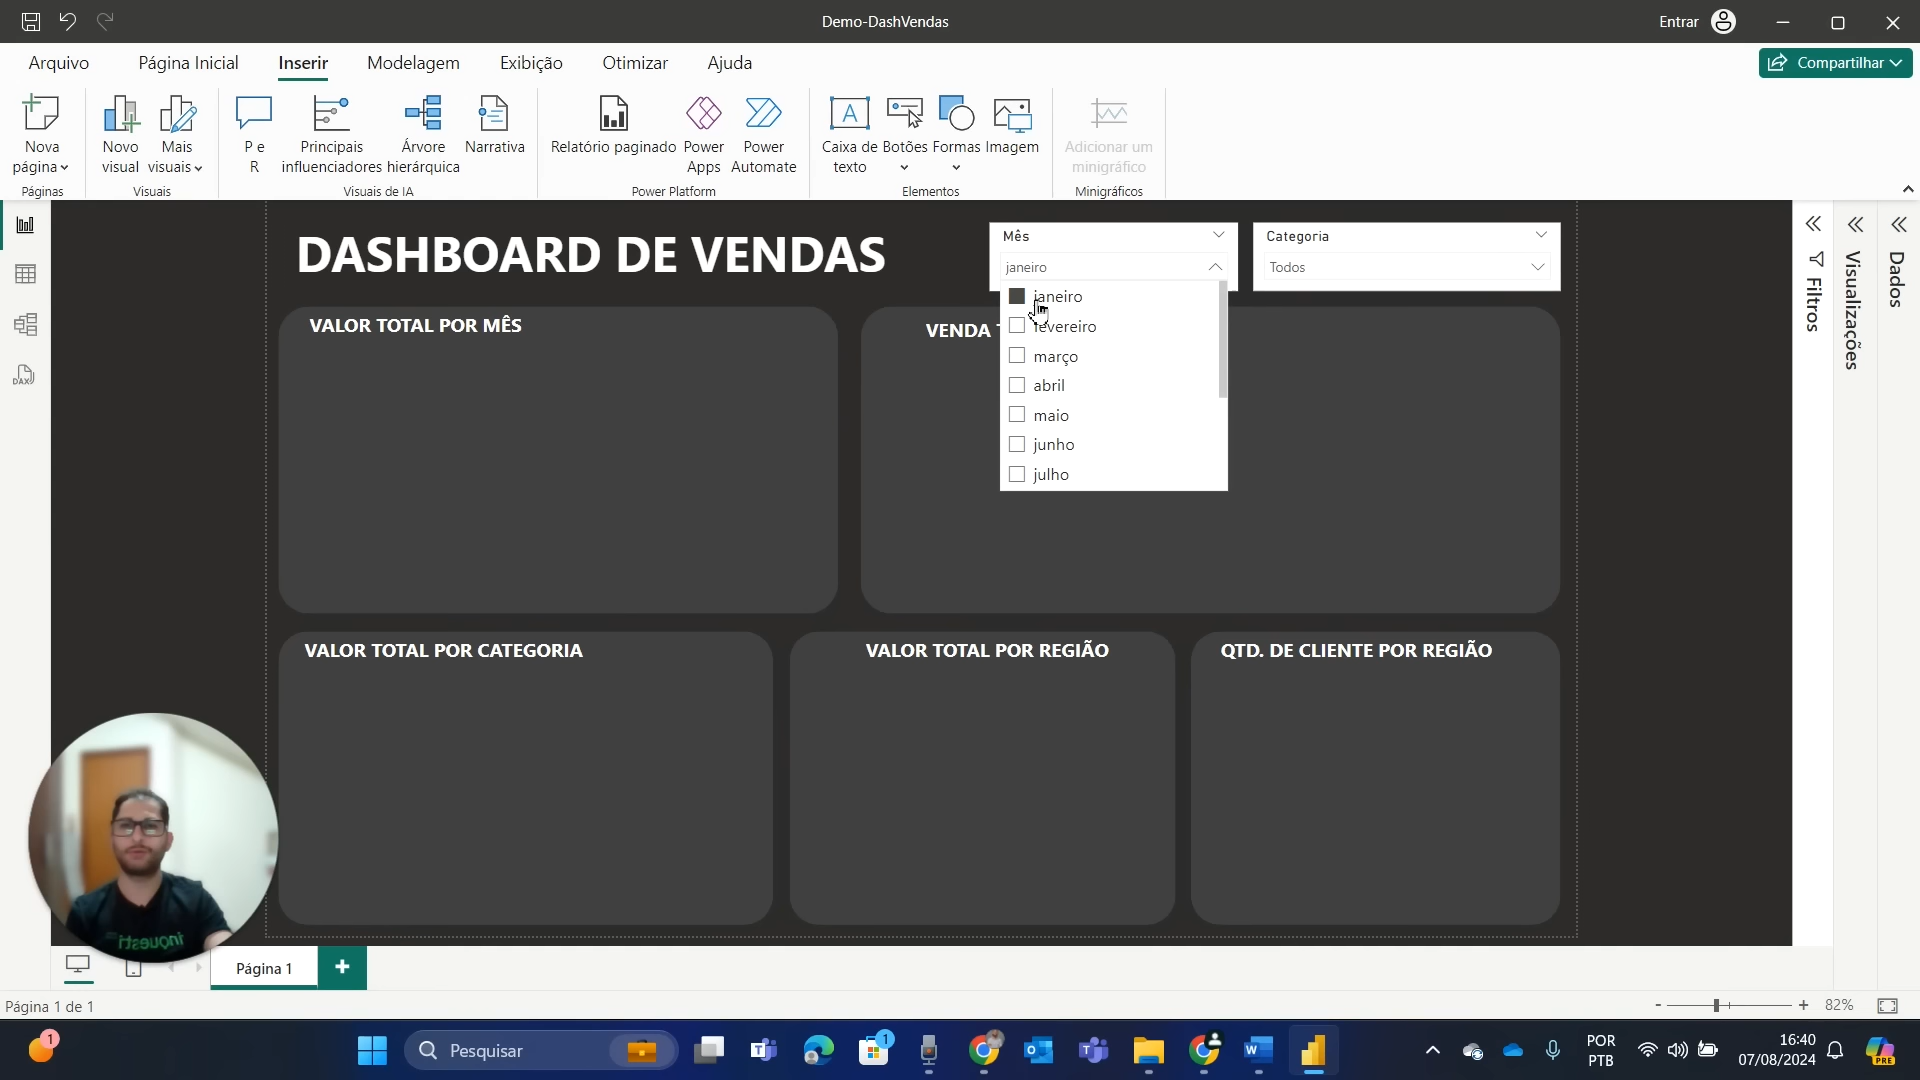 Demo-DashVendas
Entrar
Arquivo
Página Inicial
Inserir
Modelagem
Exibição
Otimizar
Ajuda
Compartilhar
Nova página
Novo visual
Mais visuais
P e R
Principais influenciadores
Árvore hierárquica
Narrativa
Relatório paginado
Power Apps
Power Automate
Caixa de texto
Botões
Formas
Imagem
Adicionar um minigráfico
Páginas
Visuais
Visuais de IA
Power Platform
Elementos
Minigráficos
DASHBOARD DE VENDAS
Mês
janeiro
Categoria
Todos
janeiro
fevereiro
março
abril
maio
junho
julho
VALOR TOTAL POR MÊS
VENDA
VALOR TOTAL POR CATEGORIA
VALOR TOTAL POR REGIÃO
QTD. DE CLIENTE POR REGIÃO
Filtros
Visualizações
Dados
DAX
Página 1
Página 1 de 1
82%
1
Pesquisar
1
POR
PTB
16:40
07/08/2024
PRE